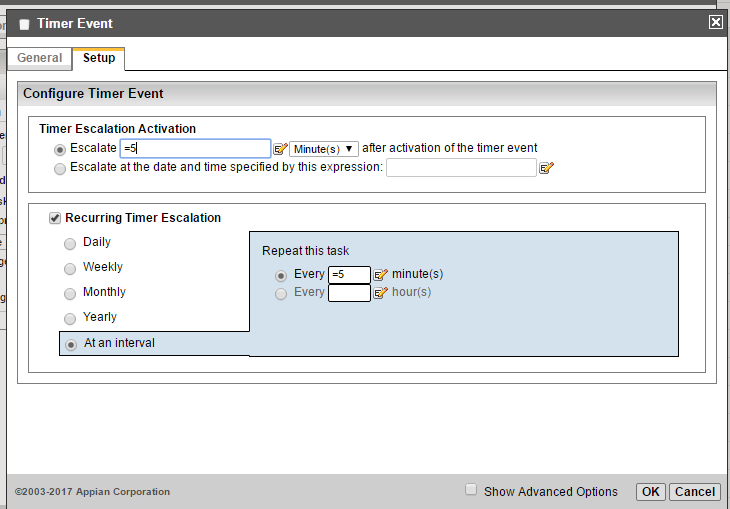 Timer Event
General Setup
Configure Timer Event
Timer Escalation Activation
Escalate =5 Minute(s) ▼ after activation of the timer event
Escalate at the date and time specified by this expression:
Recurring Timer Escalation
Daily
Weekly
Monthly
Yearly
At an interval
Repeat this task
Every =5 minute(s)
Every hour(s)
©2003-2017 Appian Corporation
Show Advanced Options OK Cancel